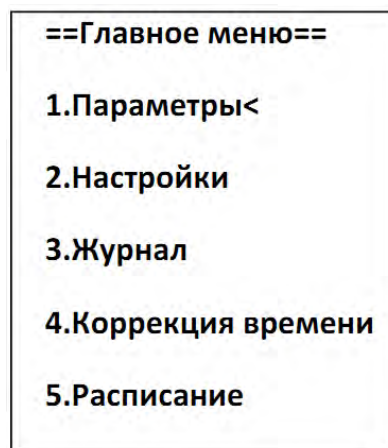 ==Главное меню==
1.Параметры<
2.Настройки
3.Журнал
4.Коррекция времени
5.Расписание